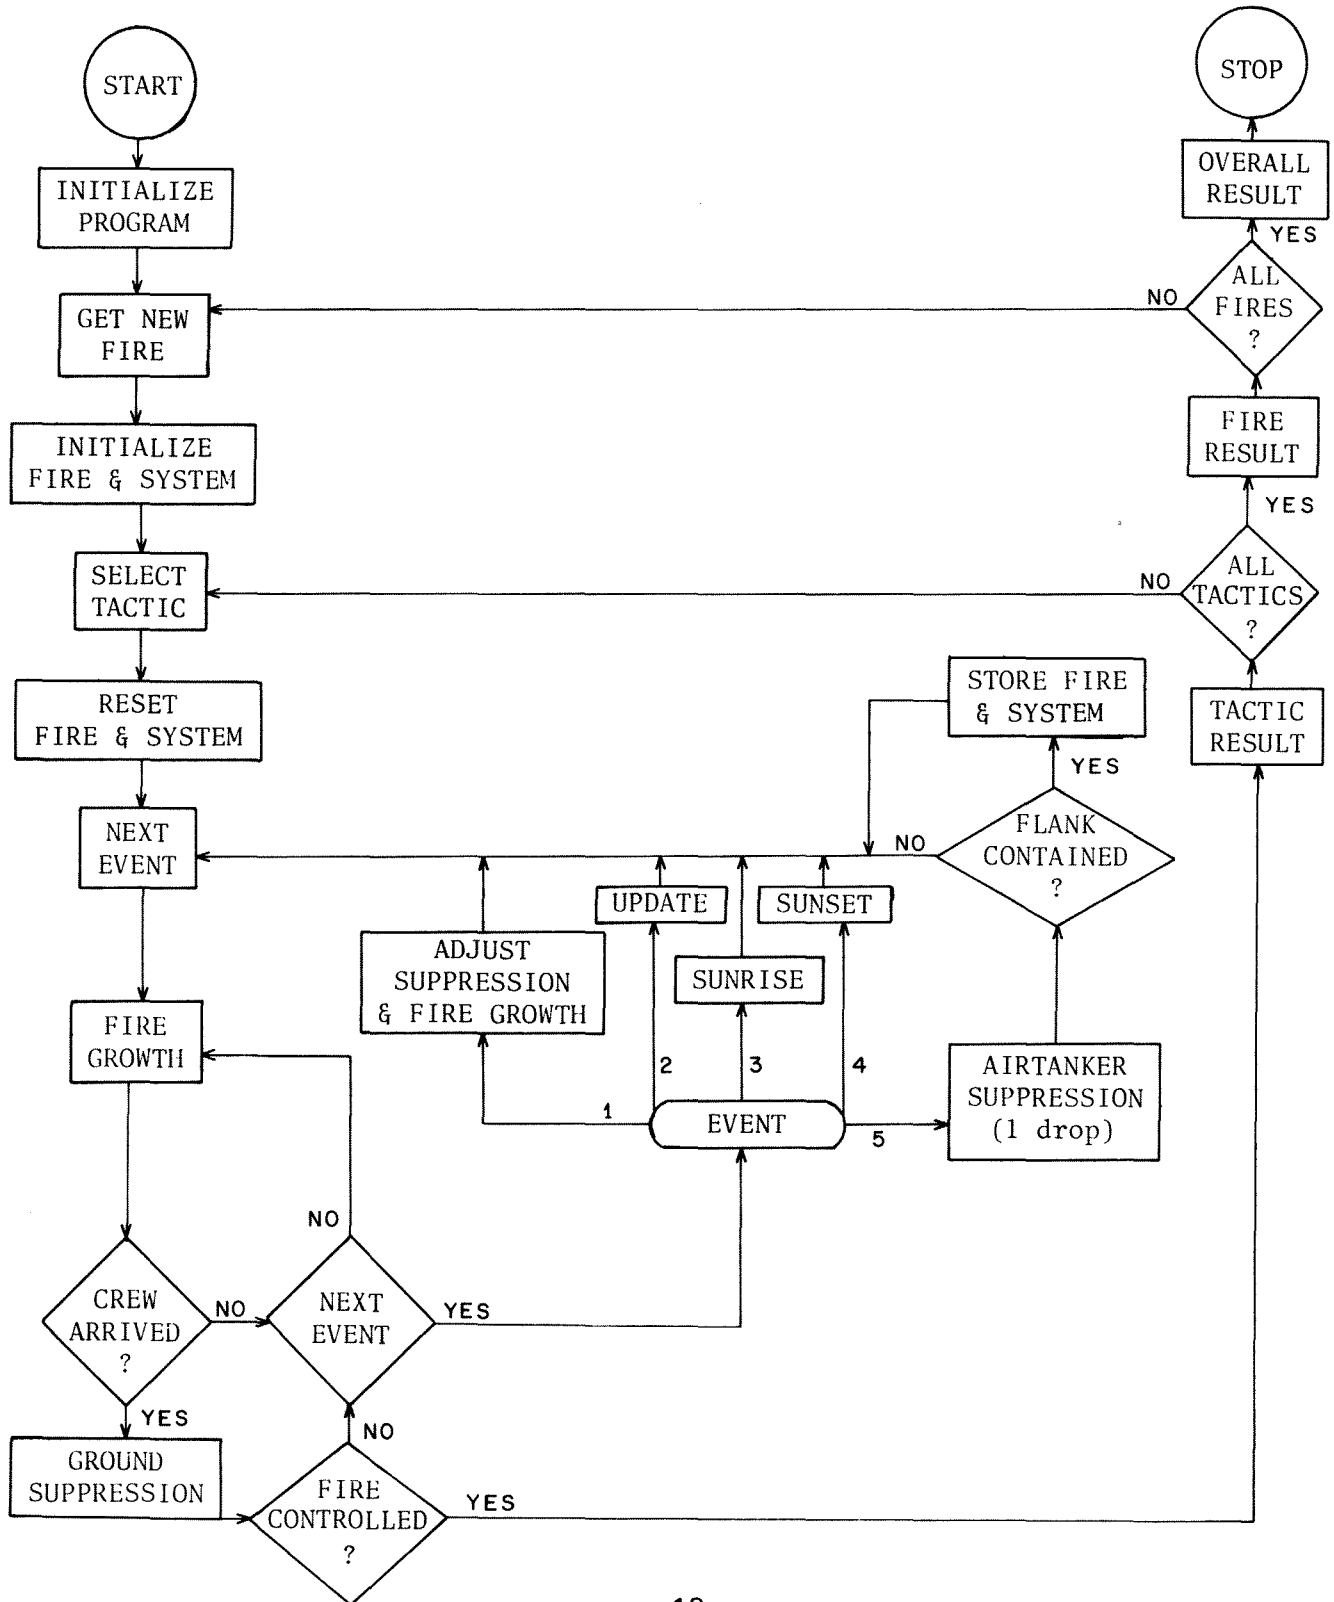 START
STOP
INITIALIZE
PROGRAM
OVERALL
RESULT
YES
ALL
FIRES
?
NO
GET NEW
FIRE
FIRE
RESULT
INITIALIZE
FIRE & SYSTEM
YES
ALL
TACTICS
?
NO
SELECT
TACTIC
RESET
FIRE & SYSTEM
STORE FIRE
& SYSTEM
TACTIC
RESULT
YES
NEXT
EVENT
FLANK
CONTAINED
?
NO
UPDATE
SUNSET
ADJUST
SUPPRESSION
& FIRE GROWTH
SUNRISE
FIRE
GROWTH
2
3
4
AIRTANKER
SUPPRESSION
(1 drop)
1
EVENT
5
NO
CREW
ARRIVED
?
NO
NEXT
EVENT
YES
YES
NO
GROUND
SUPPRESSION
FIRE
CONTROLLED
?
YES